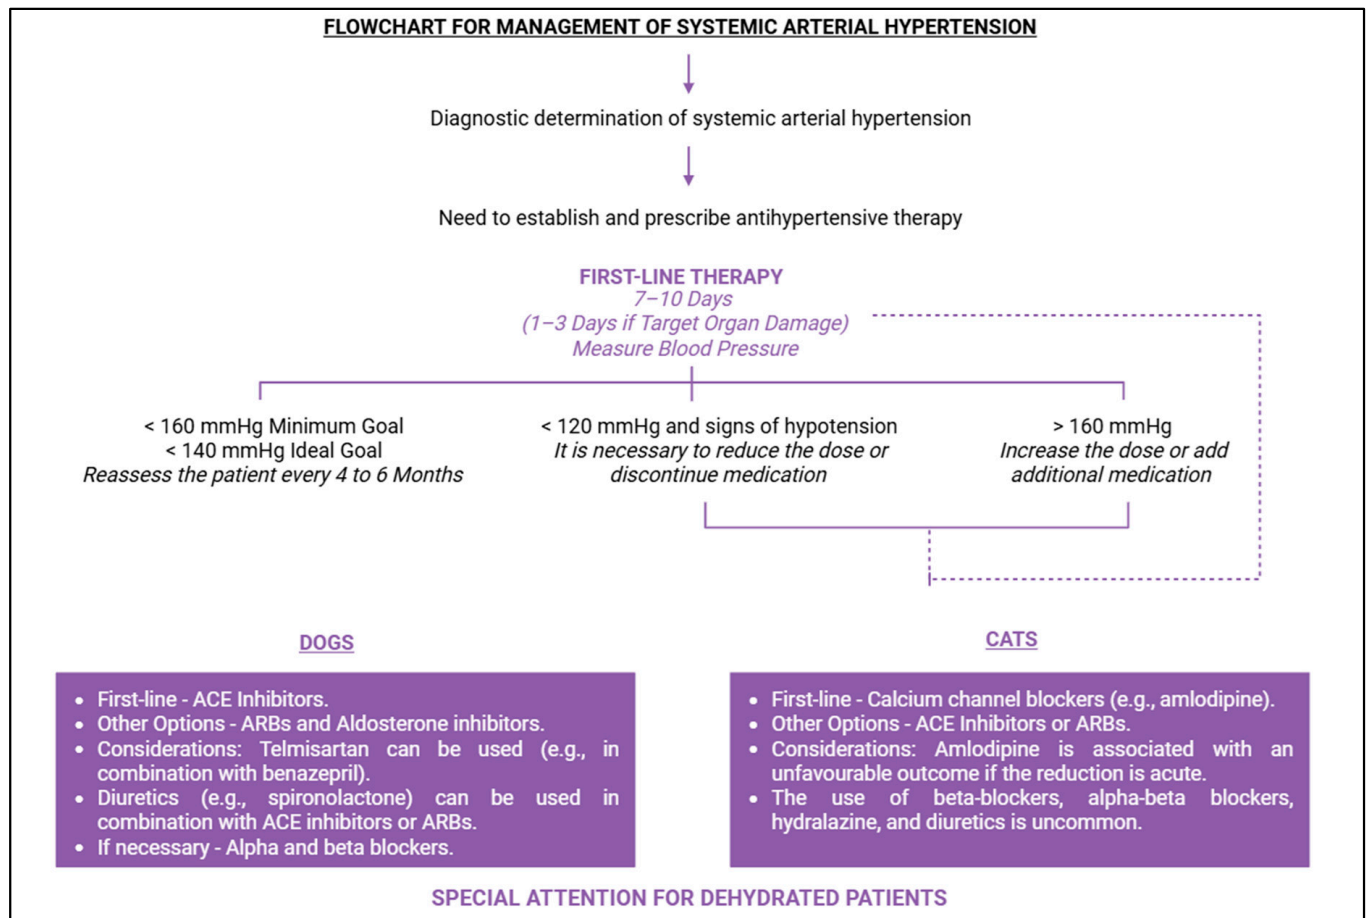 FLOWCHART FOR MANAGEMENT OF SYSTEMIC ARTERIAL HYPERTENSION
Diagnostic determination of systemic arterial hypertension
Need to establish and prescribe antihypertensive therapy
FIRST-LINE THERAPY
7–10 Days
(1–3 Days if Target Organ Damage)
Measure Blood Pressure
< 160 mmHg Minimum Goal
< 140 mmHg Ideal Goal
Reassess the patient every 4 to 6 Months
< 120 mmHg and signs of hypotension
It is necessary to reduce the dose or
discontinue medication
> 160 mmHg
Increase the dose or add
additional medication
DOGS
• First-line - ACE Inhibitors.
• Other Options - ARBs and Aldosterone inhibitors.
• Considerations: Telmisartan can be used (e.g., in
combination with benazepril).
• Diuretics (e.g., spironolactone) can be used in
combination with ACE inhibitors or ARBs.
• If necessary - Alpha and beta blockers.
CATS
• First-line - Calcium channel blockers (e.g., amlodipine).
• Other Options - ACE Inhibitors or ARBs.
• Considerations: Amlodipine is associated with an
unfavourable outcome if the reduction is acute.
• The use of beta-blockers, alpha-beta blockers,
hydralazine, and diuretics is uncommon.
SPECIAL ATTENTION FOR DEHYDRATED PATIENTS